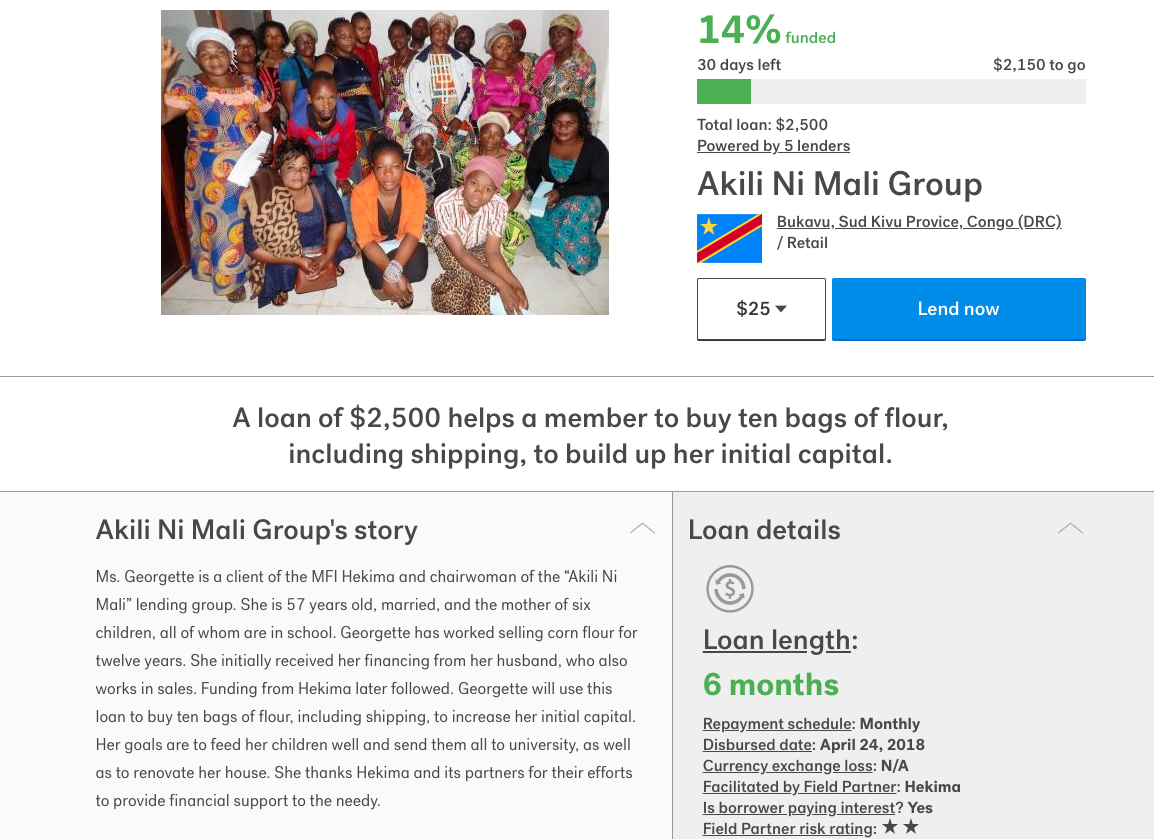 14% funded
30 days left $2,150 to go
Total loan: $2,500
Powered by 5 lenders
Akili Ni Mali Group
Bukavu, Sud Kivu Provice, Congo (DRC)
/ Retail
$25 Lend now
A loan of $2,500 helps a member to buy ten bags of flour,
including shipping, to build up her initial capital.
Akili Ni Mali Group's story
Ms. Georgette is a client of the MFI Hekima and chairwoman of the “Akili Ni
Mali” lending group. She is 57 years old, married, and the mother of six
children, all of whom are in school. Georgette has worked selling corn flour for
twelve years. She initially received her financing from her husband, who also
works in sales. Funding from Hekima later followed. Georgette will use this
loan to buy ten bags of flour, including shipping, to increase her initial capital.
Her goals are to feed her children well and send them all to university, as well
as to renovate her house. She thanks Hekima and its partners for their efforts
to provide financial support to the needy.
Loan details
$
Loan length:
6 months
Repayment schedule: Monthly
Disbursed date: April 24, 2018
Currency exchange loss: N/A
Facilitated by Field Partner: Hekima
Is borrower paying interest? Yes
Field Partner risk rating: ★ ★